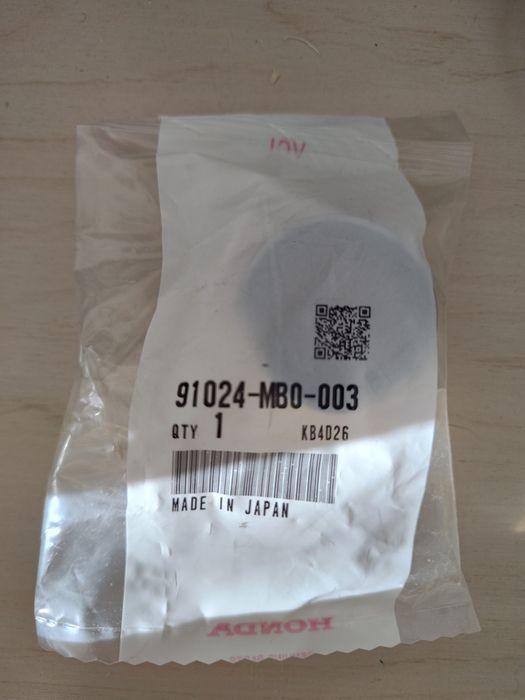 91024-MB0-003
QTY 1 KB4D26
MADE IN JAPAN
HONDA